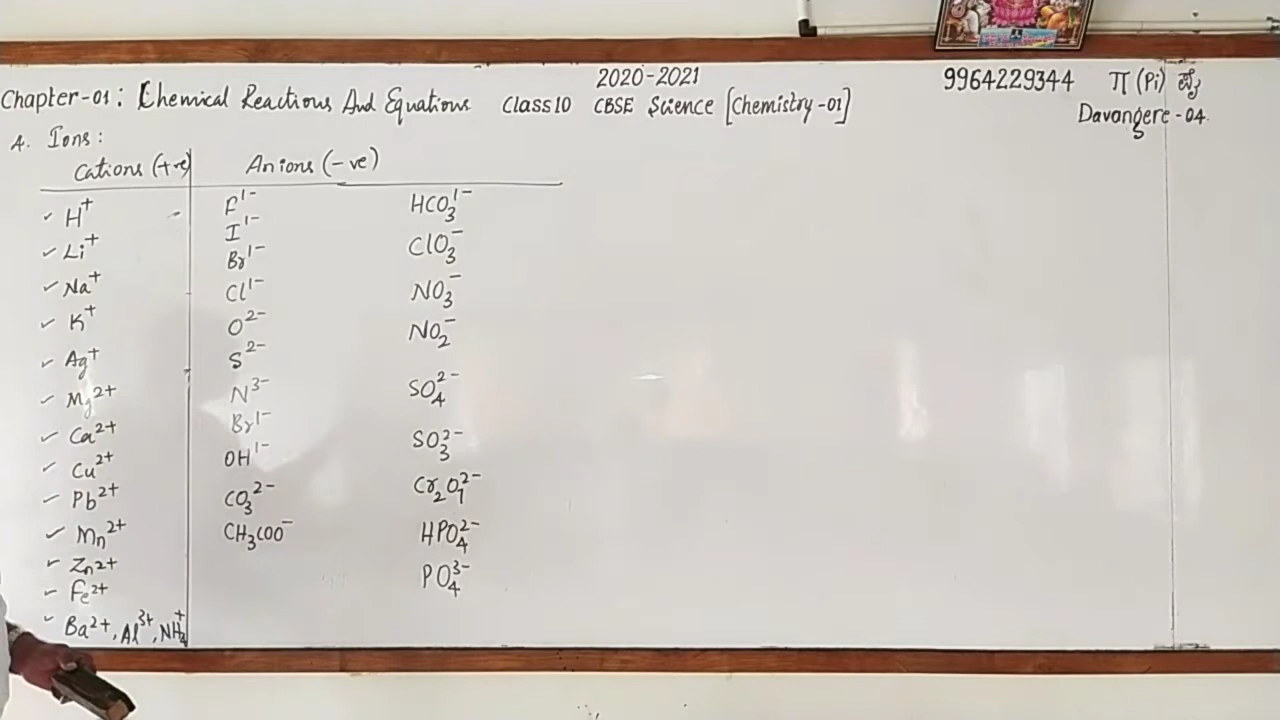 2020-2021
9964229344 π (Pi)
Chapter-01: Chemical Reactions And Equations Class 10 CBSE Science [Chemistry-01]
Davangere - 04.
A. Ions:
Cations (+ve) Anions (-ve)
H⁺ F¹⁻ HCO₃¹⁻
I¹⁻
Li⁺ Br¹⁻ ClO₃⁻
Na⁺ Cl¹⁻ NO₃⁻
K⁺ O²⁻ NO₂⁻
Ag⁺ S²⁻
Mg²⁺ N³⁻ SO₄²⁻
Ca²⁺ Br¹⁻ SO₃²⁻
Cu²⁺ OH¹⁻
Pb²⁺ CO₃²⁻ Cr₂O₇²⁻
Mn²⁺ CH₃COO⁻ HPO₄²⁻
Zn²⁺ PO₄³⁻
Fe²⁺
Ba²⁺, Al³⁺, NH₄⁺